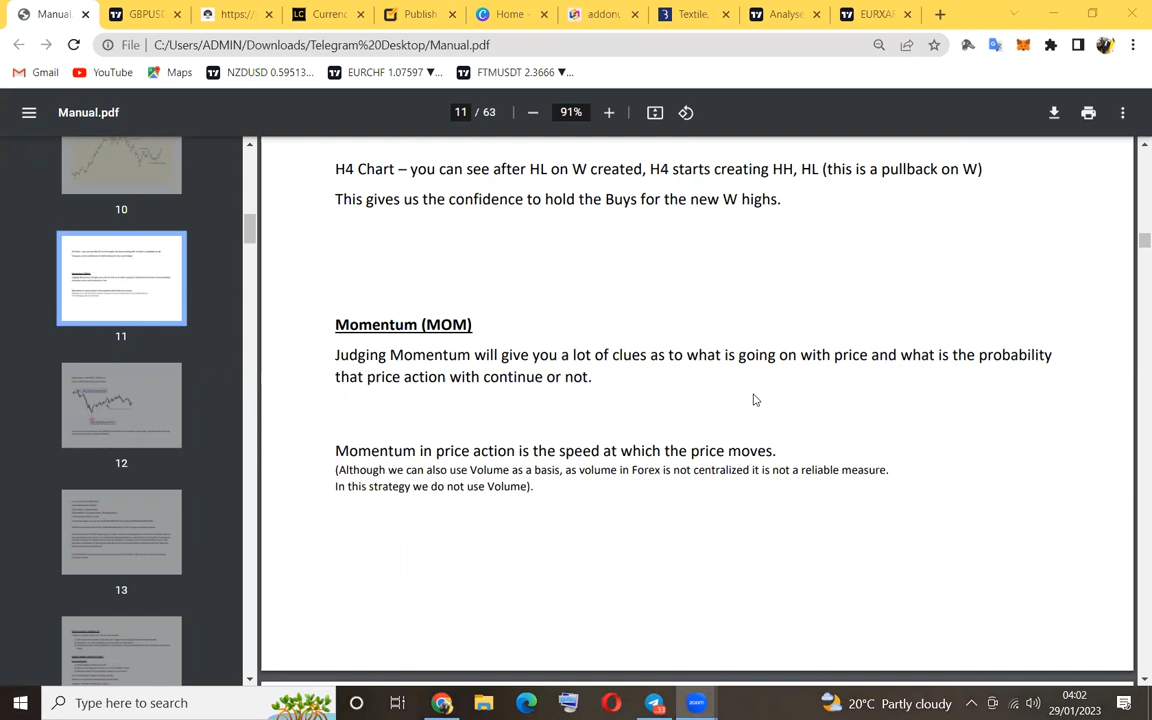 Manual.
GBPUS
https://
Currenc
Publish
Home -
addonu
Textile,
Analyse
EURXAF
File
C:/Users/ADMIN/Downloads/Telegram%20Desktop/Manual.pdf
Gmail
YouTube
Maps
NZDUSD 0.59513...
EURCHF 1.07597 ▼...
FTMUSDT 2.3666 ▼...
Manual.pdf
11 / 63
91%
10
11
12
13
H4 Chart – you can see after HL on W created, H4 starts creating HH, HL (this is a pullback on W)
This gives us the confidence to hold the Buys for the new W highs.
Momentum (MOM)
Judging Momentum will give you a lot of clues as to what is going on with price and what is the probability
that price action with continue or not.
Momentum in price action is the speed at which the price moves.
(Although we can also use Volume as a basis, as volume in Forex is not centralized it is not a reliable measure.
In this strategy we do not use Volume).
Type here to search
zoom
20°C Partly cloudy
04:02
29/01/2023